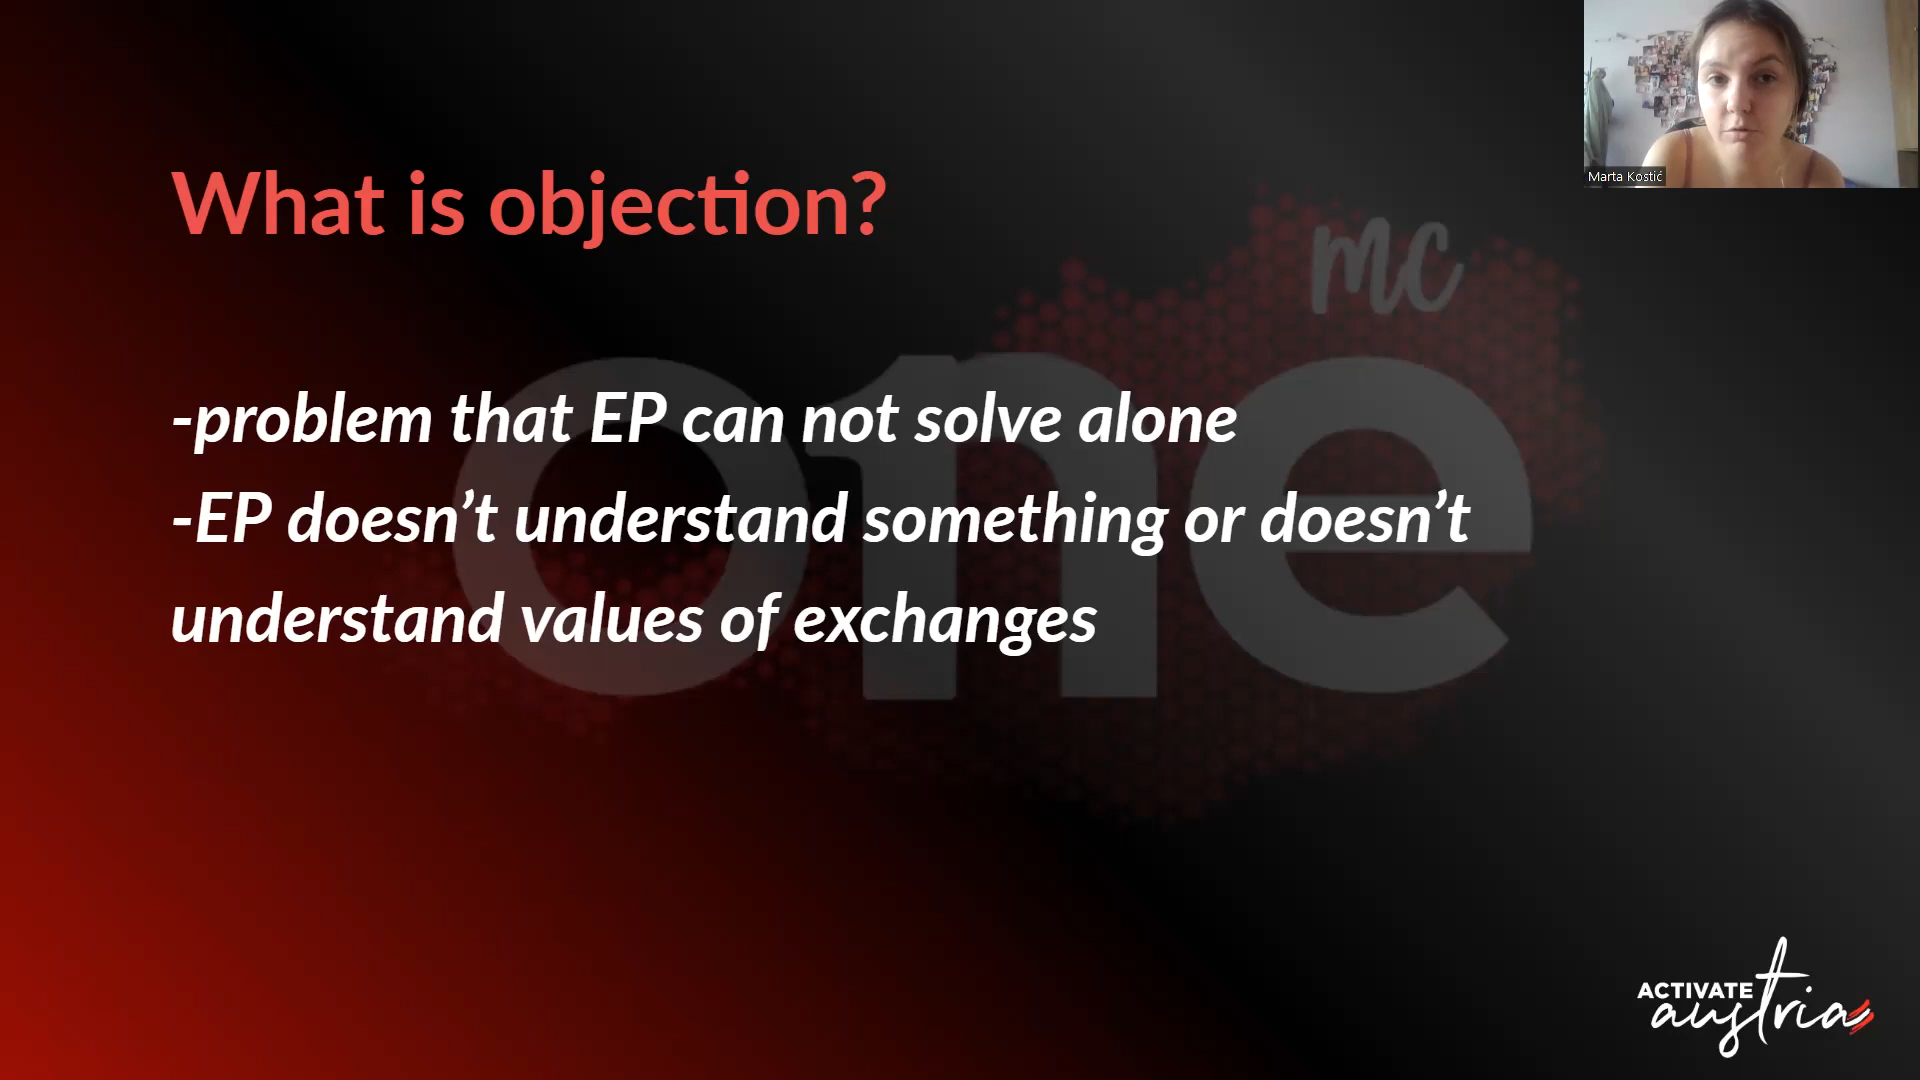 Marta Kostić
What is objection?
mc
one
-problem that EP can not solve alone
-EP doesn’t understand something or doesn’t
understand values of exchanges
ACTIVATE
austria